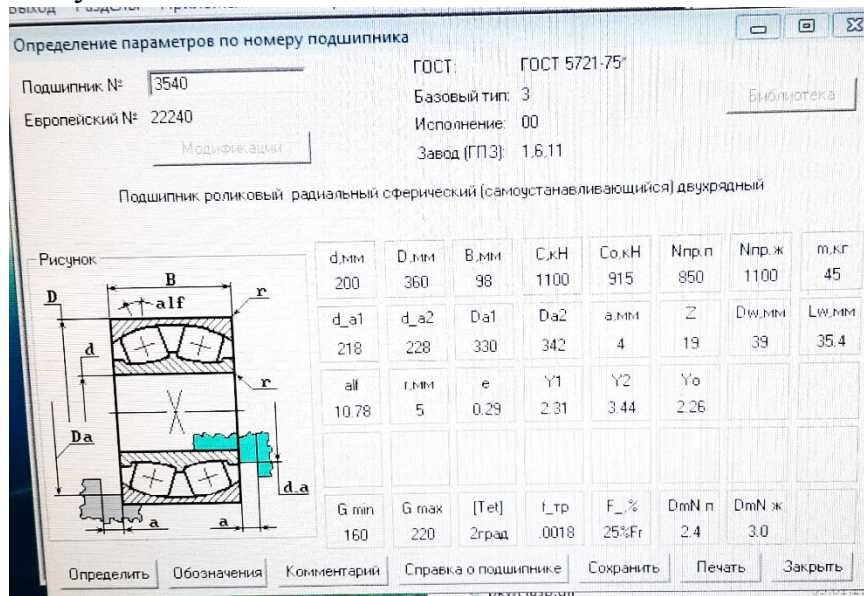 Определение параметров по номеру подшипника
Подшипник № 3540
Европейский № 22240
Модификации
ГОСТ: ГОСТ 5721-75*
Базовый тип: 3
Исполнение: 00
Завод (ГПЗ): 1,6,11
Библиотека
Подшипник роликовый радиальный сферический (самоустанавливающийся) двухрядный
Рисунок
B
D
alf
r
d
r
Da
d_a
a
a
d,мм D,мм B,мм C,кН Co,кН Nпр.п Nпр.ж m,кг
200 360 98 1100 915 850 1100 45
d_a1 d_a2 Da1 Da2 a,мм Z Dw,мм Lw,мм
218 228 330 342 4 19 39 35.4
alf r,мм e Y1 Y2 Yo
10.78 5 0.29 2.31 3.44 2.26
G min G max [Tet] f_тр F_,% DmN п DmN ж
160 220 2град .0018 25%Fr 2.4 3.0
Определить Обозначения Комментарий Справка о подшипнике Сохранить Печать Закрыть